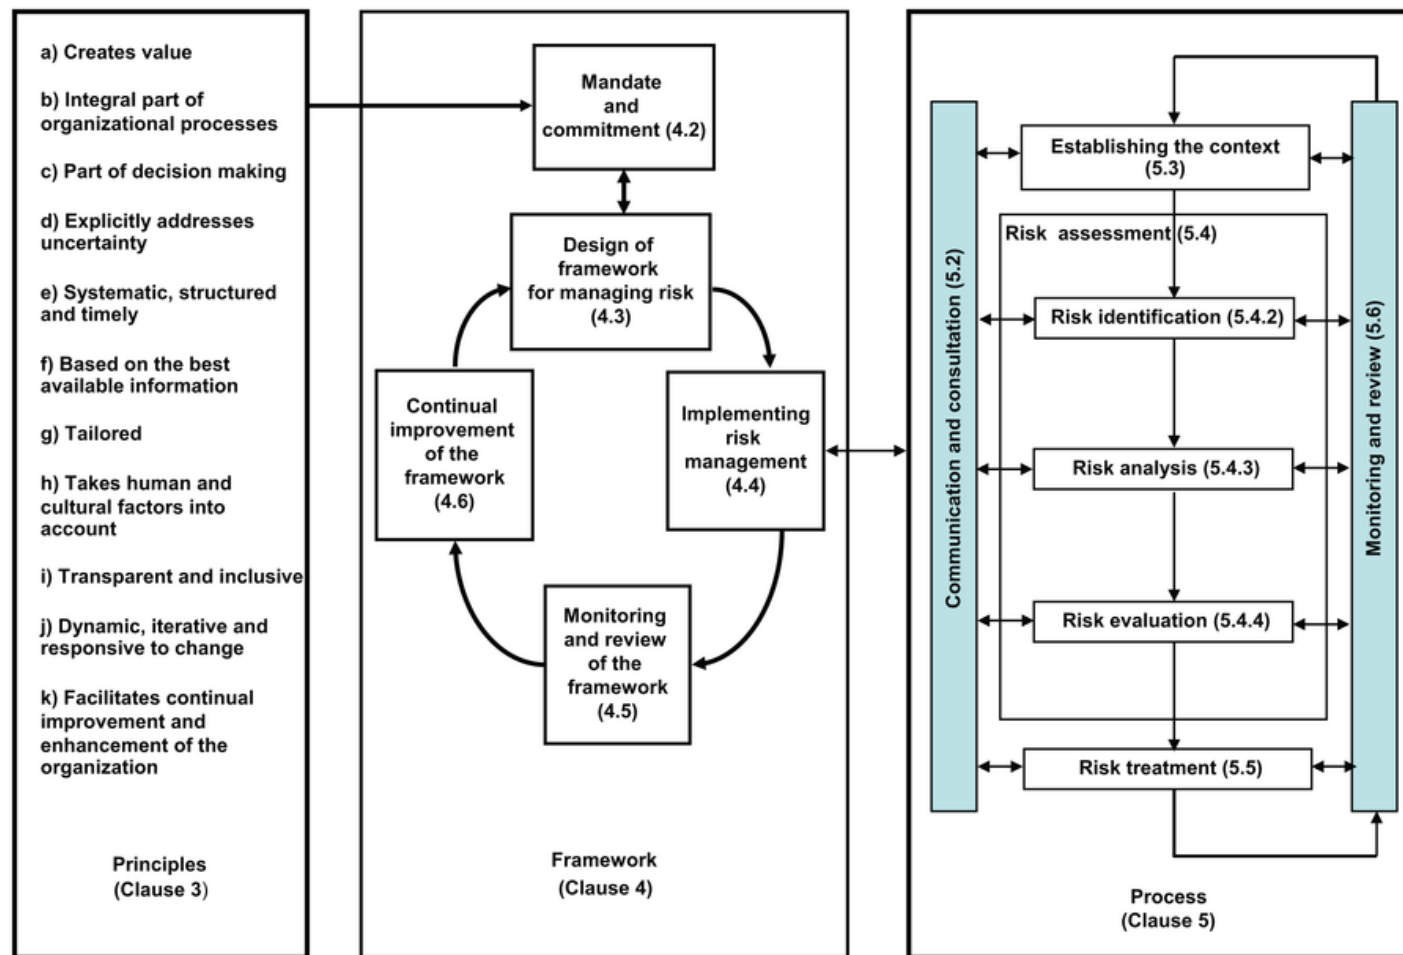 a) Creates value
b) Integral part of
organizational processes
c) Part of decision making
d) Explicitly addresses
uncertainty
e) Systematic, structured
and timely
f) Based on the best
available information
g) Tailored
h) Takes human and
cultural factors into
account
i) Transparent and inclusive
j) Dynamic, iterative and
responsive to change
k) Facilitates continual
improvement and
enhancement of the
organization
Principles
(Clause 3)
Mandate
and
commitment (4.2)
Design of
framework
for managing risk
(4.3)
Implementing
risk
management
(4.4)
Monitoring
and review
of the
framework
(4.5)
Continual
improvement
of the
framework
(4.6)
Framework
(Clause 4)
Communication and consultation (5.2)
Establishing the context
(5.3)
Risk assessment (5.4)
Risk identification (5.4.2)
Risk analysis (5.4.3)
Risk evaluation (5.4.4)
Risk treatment (5.5)
Monitoring and review (5.6)
Process
(Clause 5)